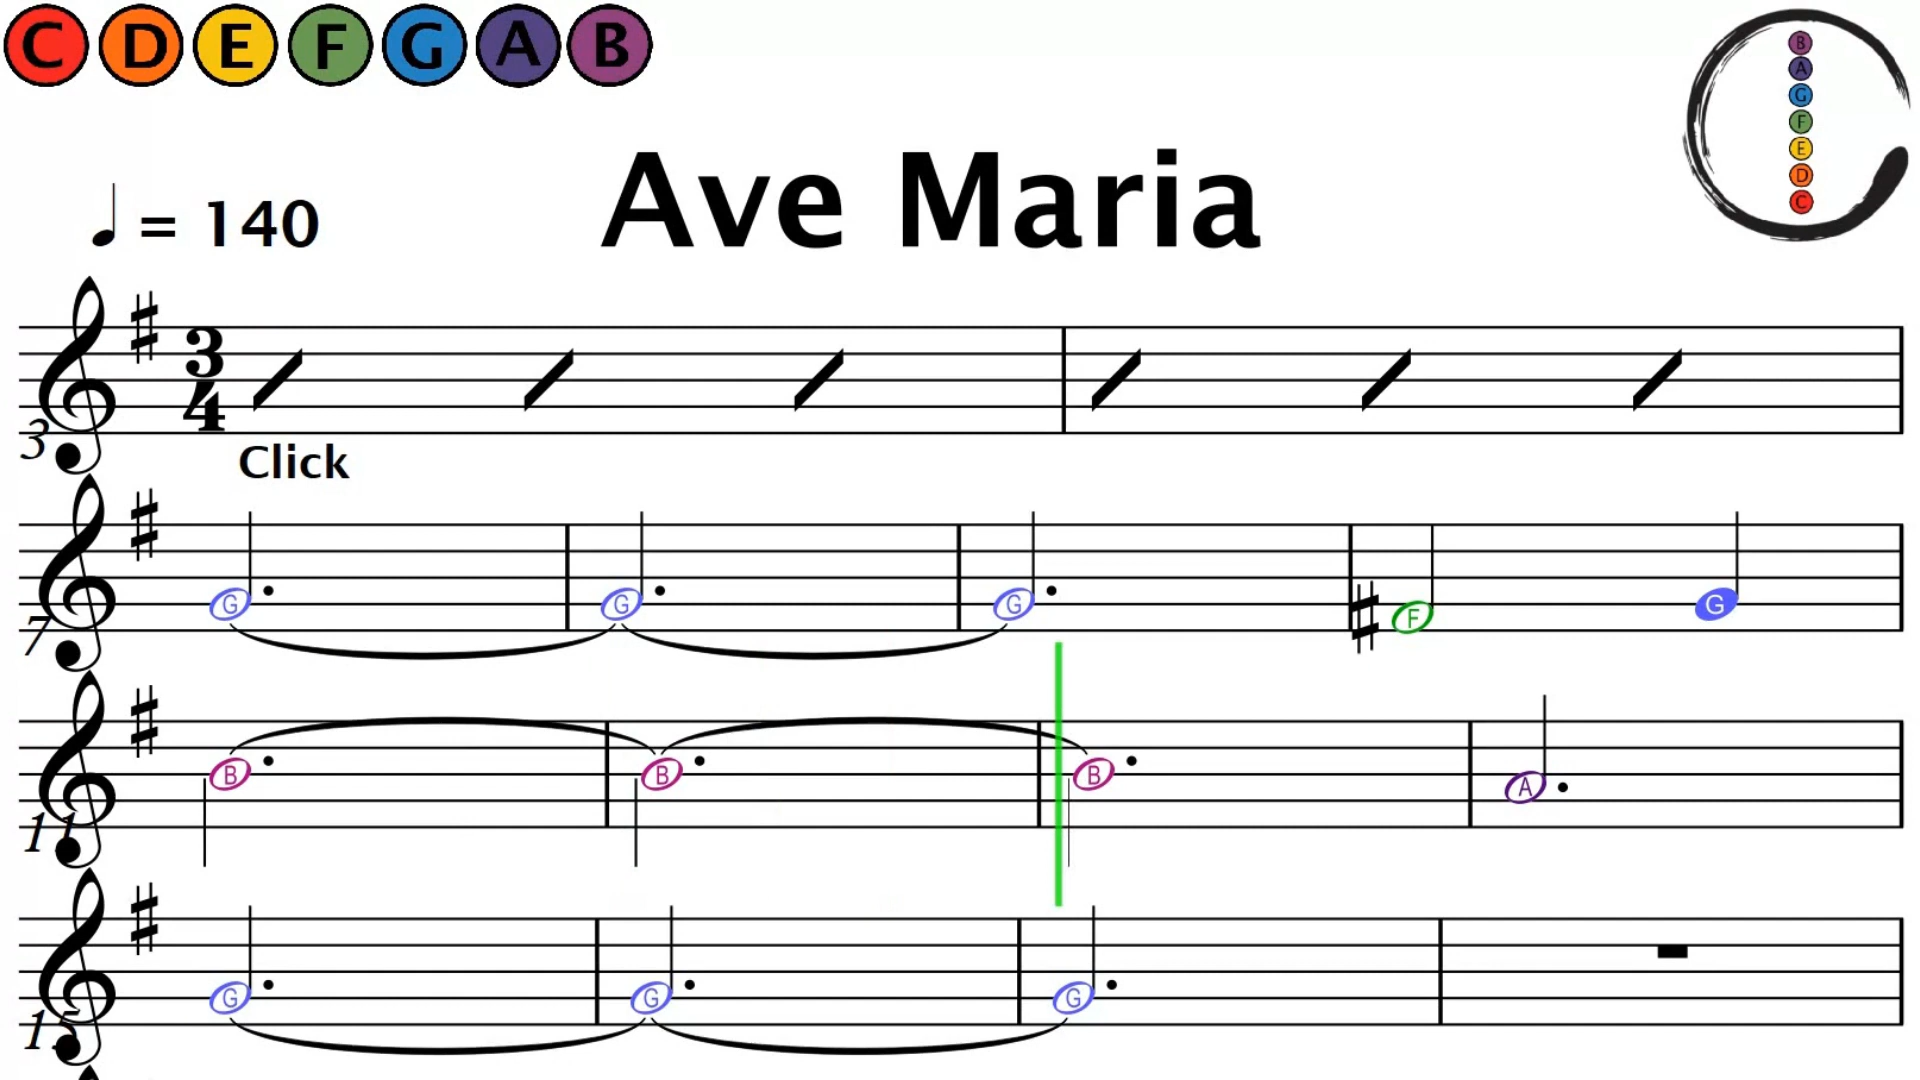 C D E F G A B
B
A
G
F
E
D
C
Ave Maria
= 140
3
4
Click
3
G G G F G
7
B B B A
11
G G G
15